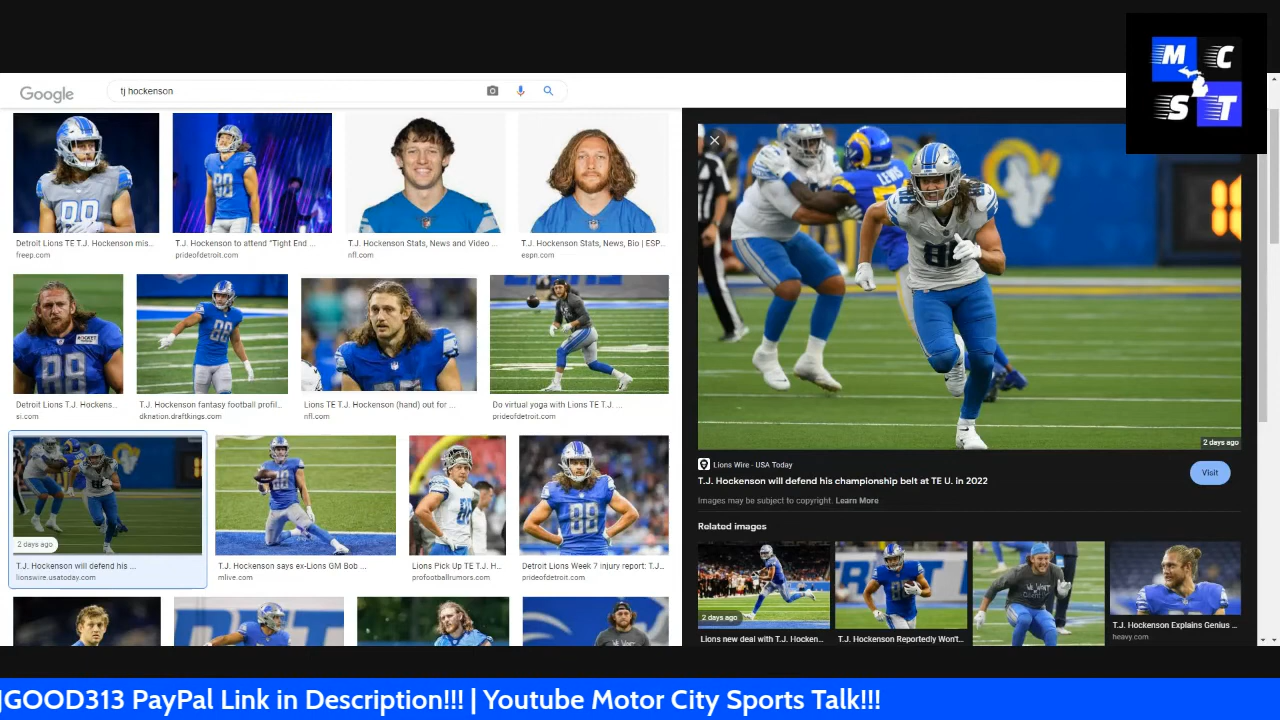 M C
S T
Google
tj hockenson
Detroit Lions TE T.J. Hockenson mis...
freep.com
T.J. Hockenson to attend "Tight End ...
prideofdetroit.com
T.J. Hockenson Stats, News and Video ...
nfl.com
T.J. Hockenson Stats, News, Bio | ESP...
espn.com
Detroit Lions T.J. Hockens...
si.com
T.J. Hockenson fantasy football profil...
dknation.draftkings.com
Lions TE T.J. Hockenson (hand) out for ...
nfl.com
Do virtual yoga with Lions TE T.J. ...
prideofdetroit.com
2 days ago
T.J. Hockenson will defend his ...
lionswire.usatoday.com
T.J. Hockenson says ex-Lions GM Bob ...
mlive.com
Lions Pick Up TE T.J. H...
profootballrumors.com
Detroit Lions Week 7 injury report: T.J...
prideofdetroit.com
LEWIS
88
2 days ago
Lions Wire - USA Today
T.J. Hockenson will defend his championship belt at TE U. in 2022
Visit
Images may be subject to copyright. Learn More
Related images
2 days ago
Lions new deal with T.J. Hocken...
T.J. Hockenson Reportedly Won't...
T.J. Hockenson Explains Genius ...
heavy.com
JGOOD313 PayPal Link in Description!!! | Youtube Motor City Sports Talk!!!